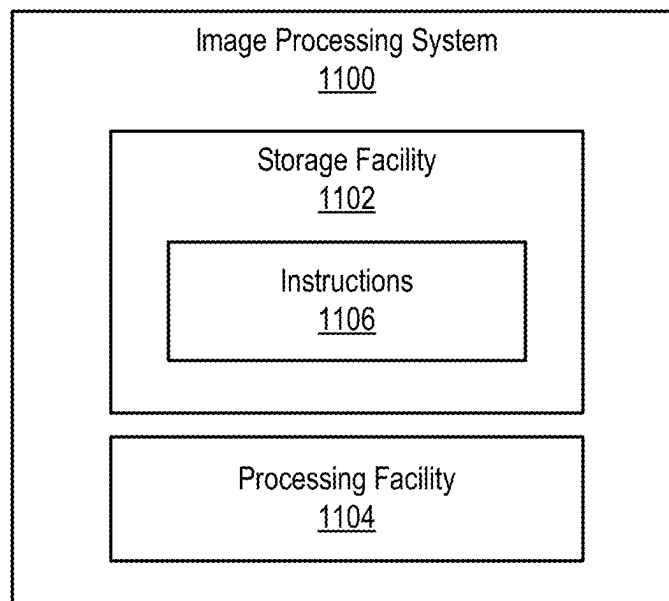 Image Processing System
1100
Storage Facility
1102
Instructions
1106
Processing Facility
1104